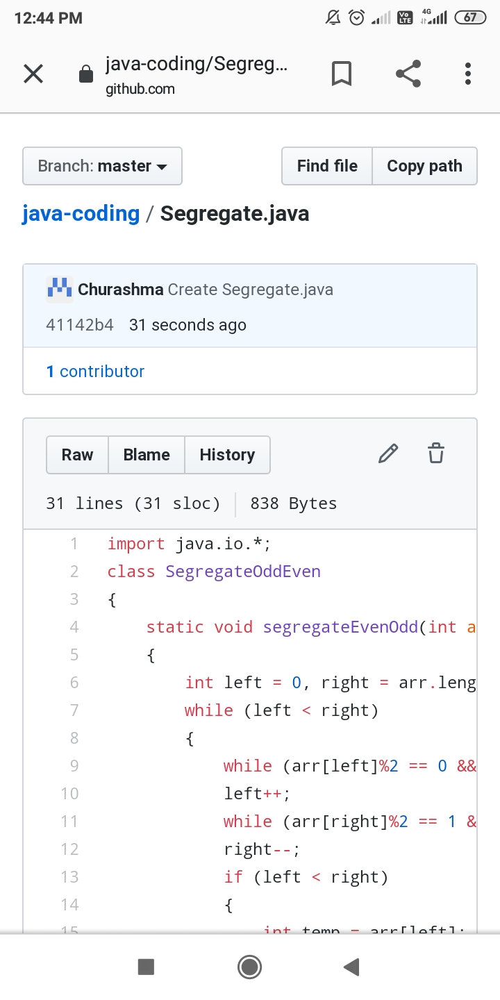 12:44 PM
Vo LTE 4G 67
java-coding/Segreg...
github.com
Branch: master
Find file Copy path
java-coding / Segregate.java
Churashma Create Segregate.java
41142b4 31 seconds ago
1 contributor
Raw Blame History
31 lines (31 sloc) 838 Bytes
1 import java.io.*;
2 class SegregateOddEven
3 {
4 static void segregateEvenOdd(int a
5 {
6 int left = 0, right = arr.leng
7 while (left < right)
8 {
9 while (arr[left]%2 == 0 &&
10 left++;
11 while (arr[right]%2 == 1 &
12 right--;
13 if (left < right)
14 {
15 int temp = arr[left];